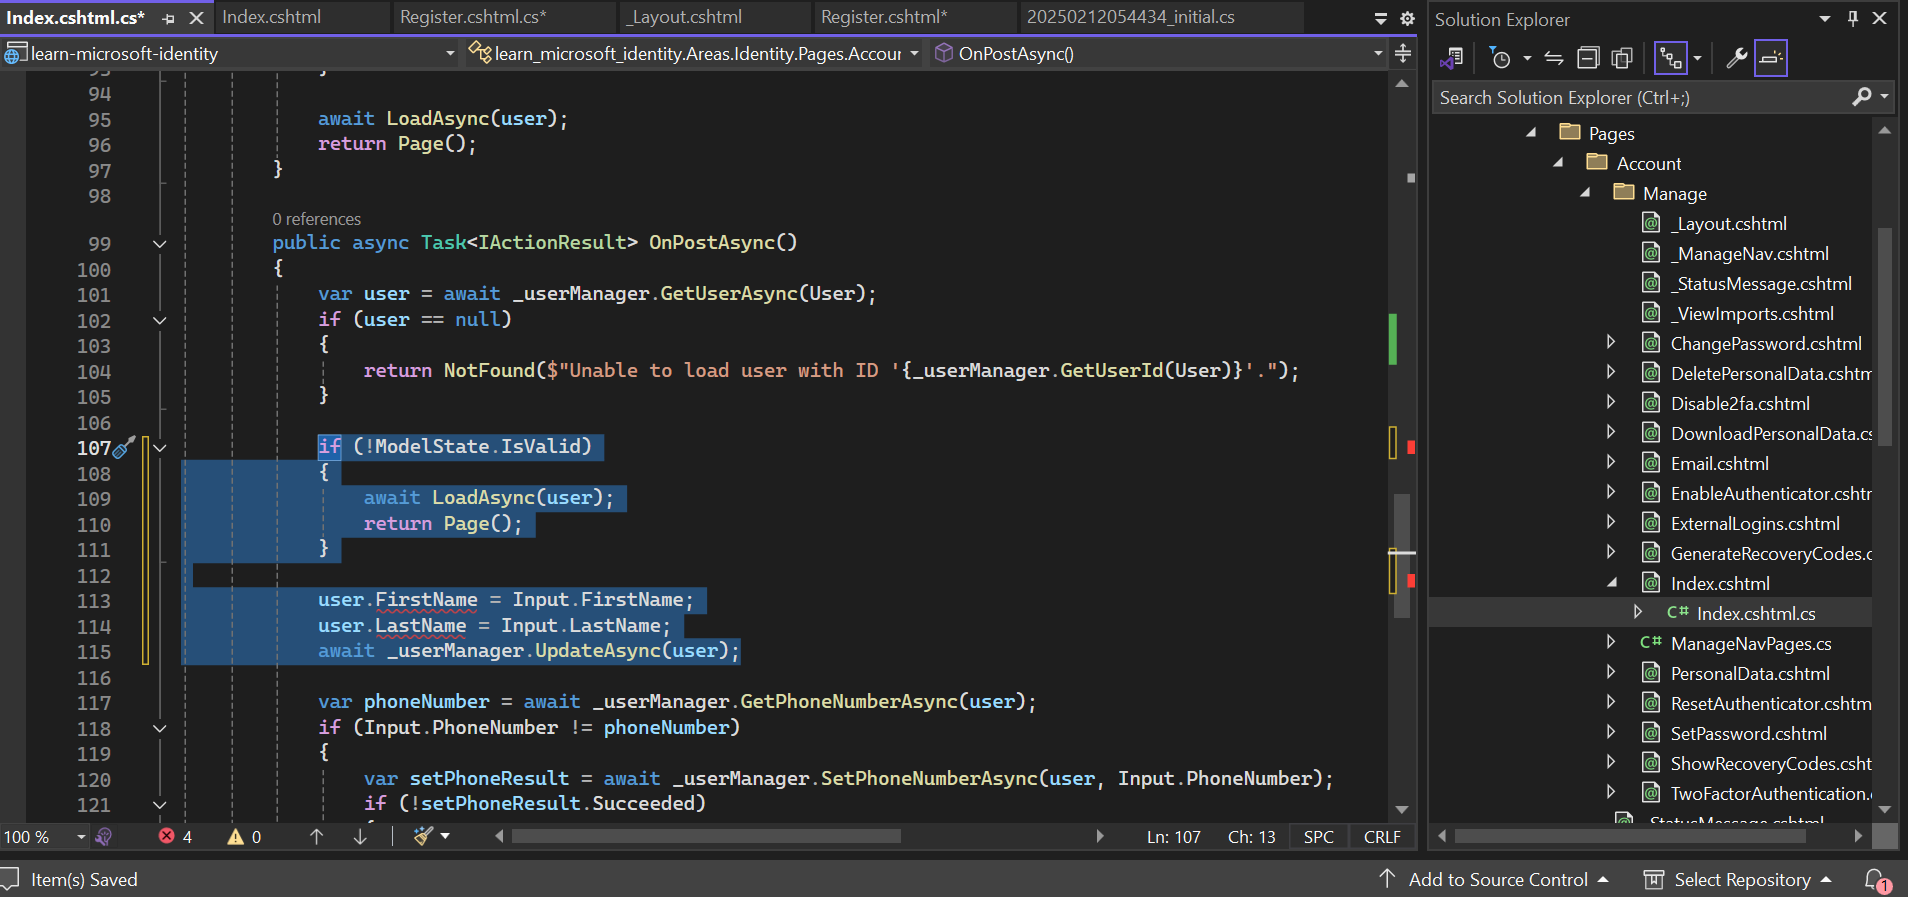 Index.cshtml.cs*
Index.cshtml
Register.cshtml.cs*
_Layout.cshtml
Register.cshtml*
20250212054434_initial.cs
learn-microsoft-identity
learn_microsoft_identity.Areas.Identity.Pages.Accour
OnPostAsync()
93 }
94
95 await LoadAsync(user);
96 return Page();
97 }
98
0 references
99 public async Task<IActionResult> OnPostAsync()
100 {
101 var user = await _userManager.GetUserAsync(User);
102 if (user == null)
103 {
104 return NotFound($"Unable to load user with ID '{_userManager.GetUserId(User)}'.");
105 }
106
107 if (!ModelState.IsValid)
108 {
109 await LoadAsync(user);
110 return Page();
111 }
112
113 user.FirstName = Input.FirstName;
114 user.LastName = Input.LastName;
115 await _userManager.UpdateAsync(user);
116
117 var phoneNumber = await _userManager.GetPhoneNumberAsync(user);
118 if (Input.PhoneNumber != phoneNumber)
119 {
120 var setPhoneResult = await _userManager.SetPhoneNumberAsync(user, Input.PhoneNumber);
121 if (!setPhoneResult.Succeeded)
100 %
4
0
Ln: 107
Ch: 13
SPC
CRLF
Solution Explorer
Search Solution Explorer (Ctrl+;)
Pages
Account
Manage
_Layout.cshtml
_ManageNav.cshtml
_StatusMessage.cshtml
_ViewImports.cshtml
ChangePassword.cshtml
DeletePersonalData.cshtm
Disable2fa.cshtml
DownloadPersonalData.cs
Email.cshtml
EnableAuthenticator.cshtr
ExternalLogins.cshtml
GenerateRecoveryCodes.c
Index.cshtml
C# Index.cshtml.cs
C# ManageNavPages.cs
PersonalData.cshtml
ResetAuthenticator.cshtm
SetPassword.cshtml
ShowRecoveryCodes.csht
TwoFactorAuthentication.
_StatusMessage.cshtml
Item(s) Saved
Add to Source Control
Select Repository
1